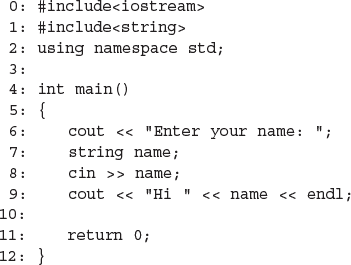 0: #include<iostream>
1: #include<string>
2: using namespace std;
3:
4: int main()
5: {
6: cout << "Enter your name: ";
7: string name;
8: cin >> name;
9: cout << "Hi " << name << endl;
10:
11: return 0;
12: }